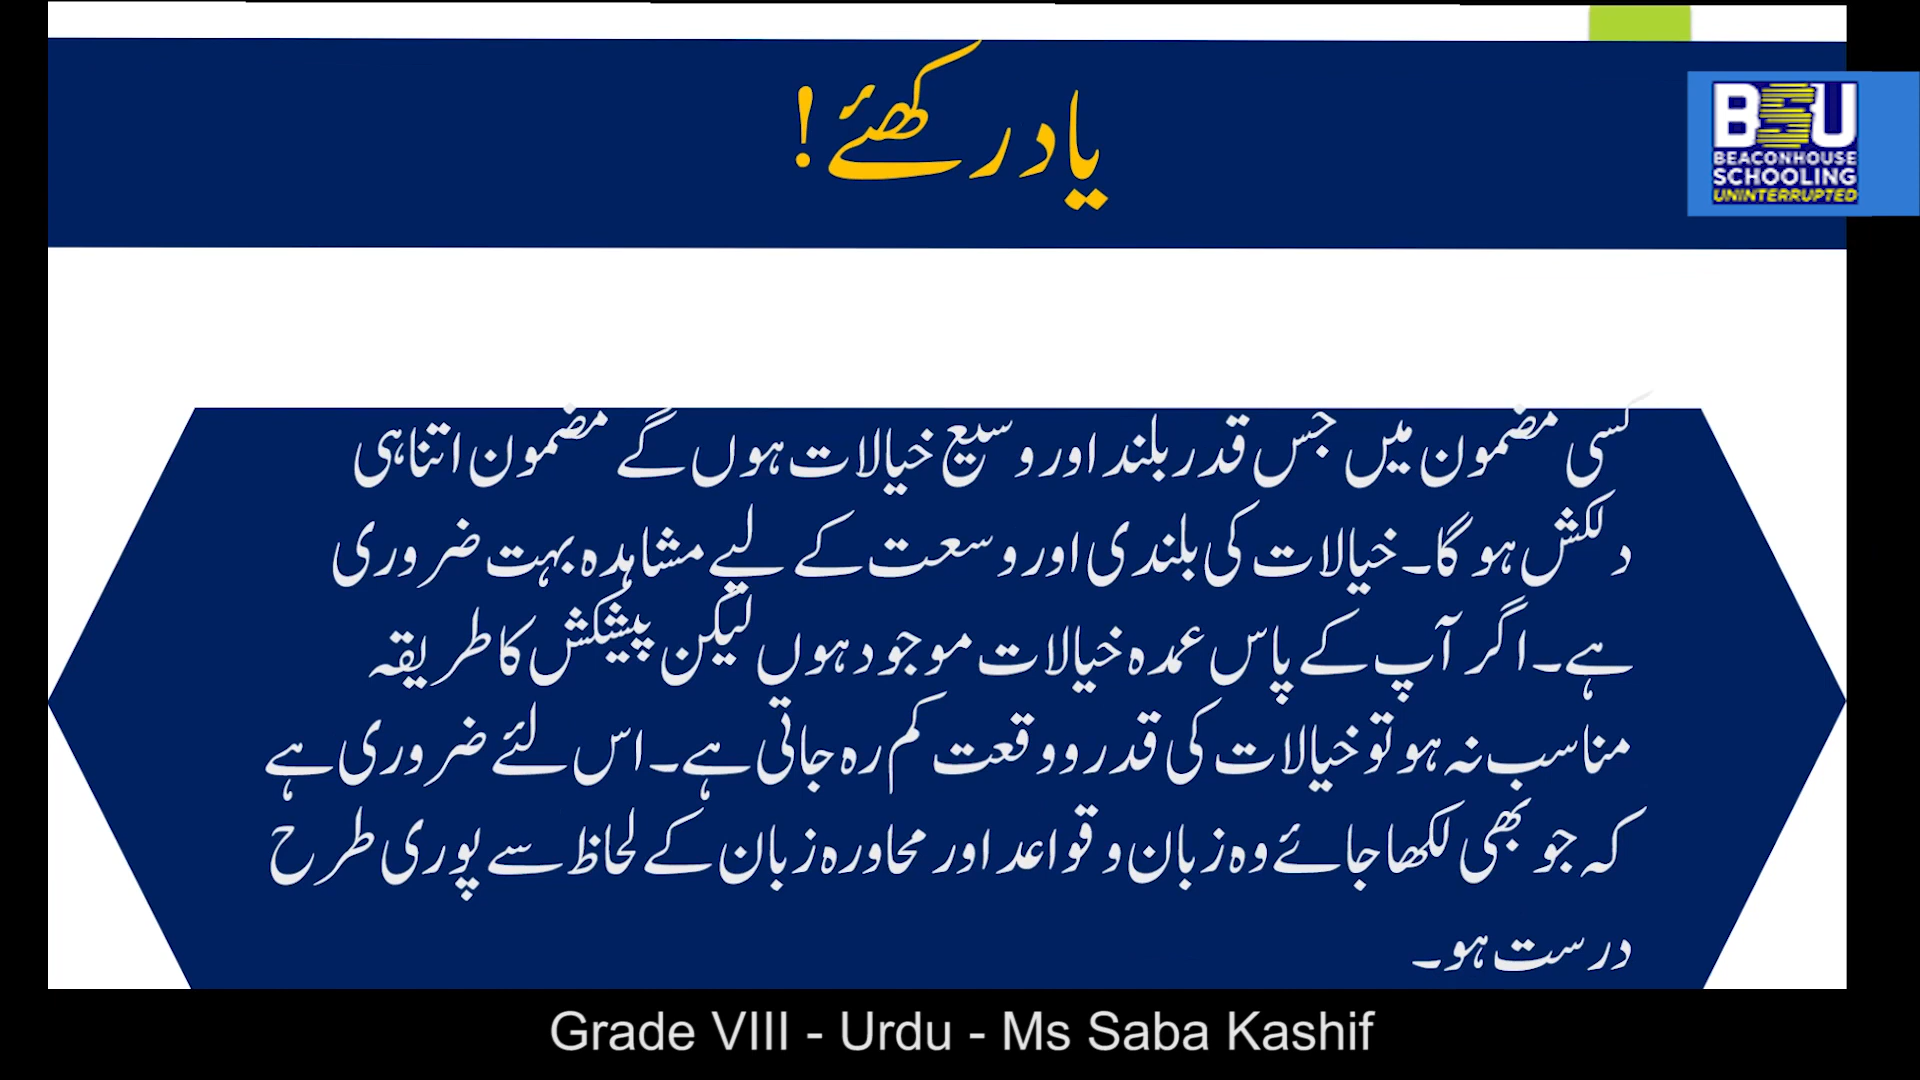 یاد رکھئے!
BSU
BEACONHOUSE
SCHOOLING
UNINTERRUPTED
کسی مضمون میں جس قدر بلند اور وسیع خیالات ہوں گے مضمون اتنا ہی
دلکش ہو گا۔ خیالات کی بلندی اور وسعت کے لیے مشاہدہ بہت ضروری
ہے۔ اگر آپ کے پاس عمدہ خیالات موجود ہوں لیکن پیشکش کا طریقہ
مناسب نہ ہو تو خیالات کی قدر و وقعت کم رہ جاتی ہے۔ اس لئے ضروری ہے
کہ جو بھی لکھا جائے وہ زبان و قواعد اور محاورہ زبان کے لحاظ سے پوری طرح
درست ہو۔
Grade VIII - Urdu - Ms Saba Kashif